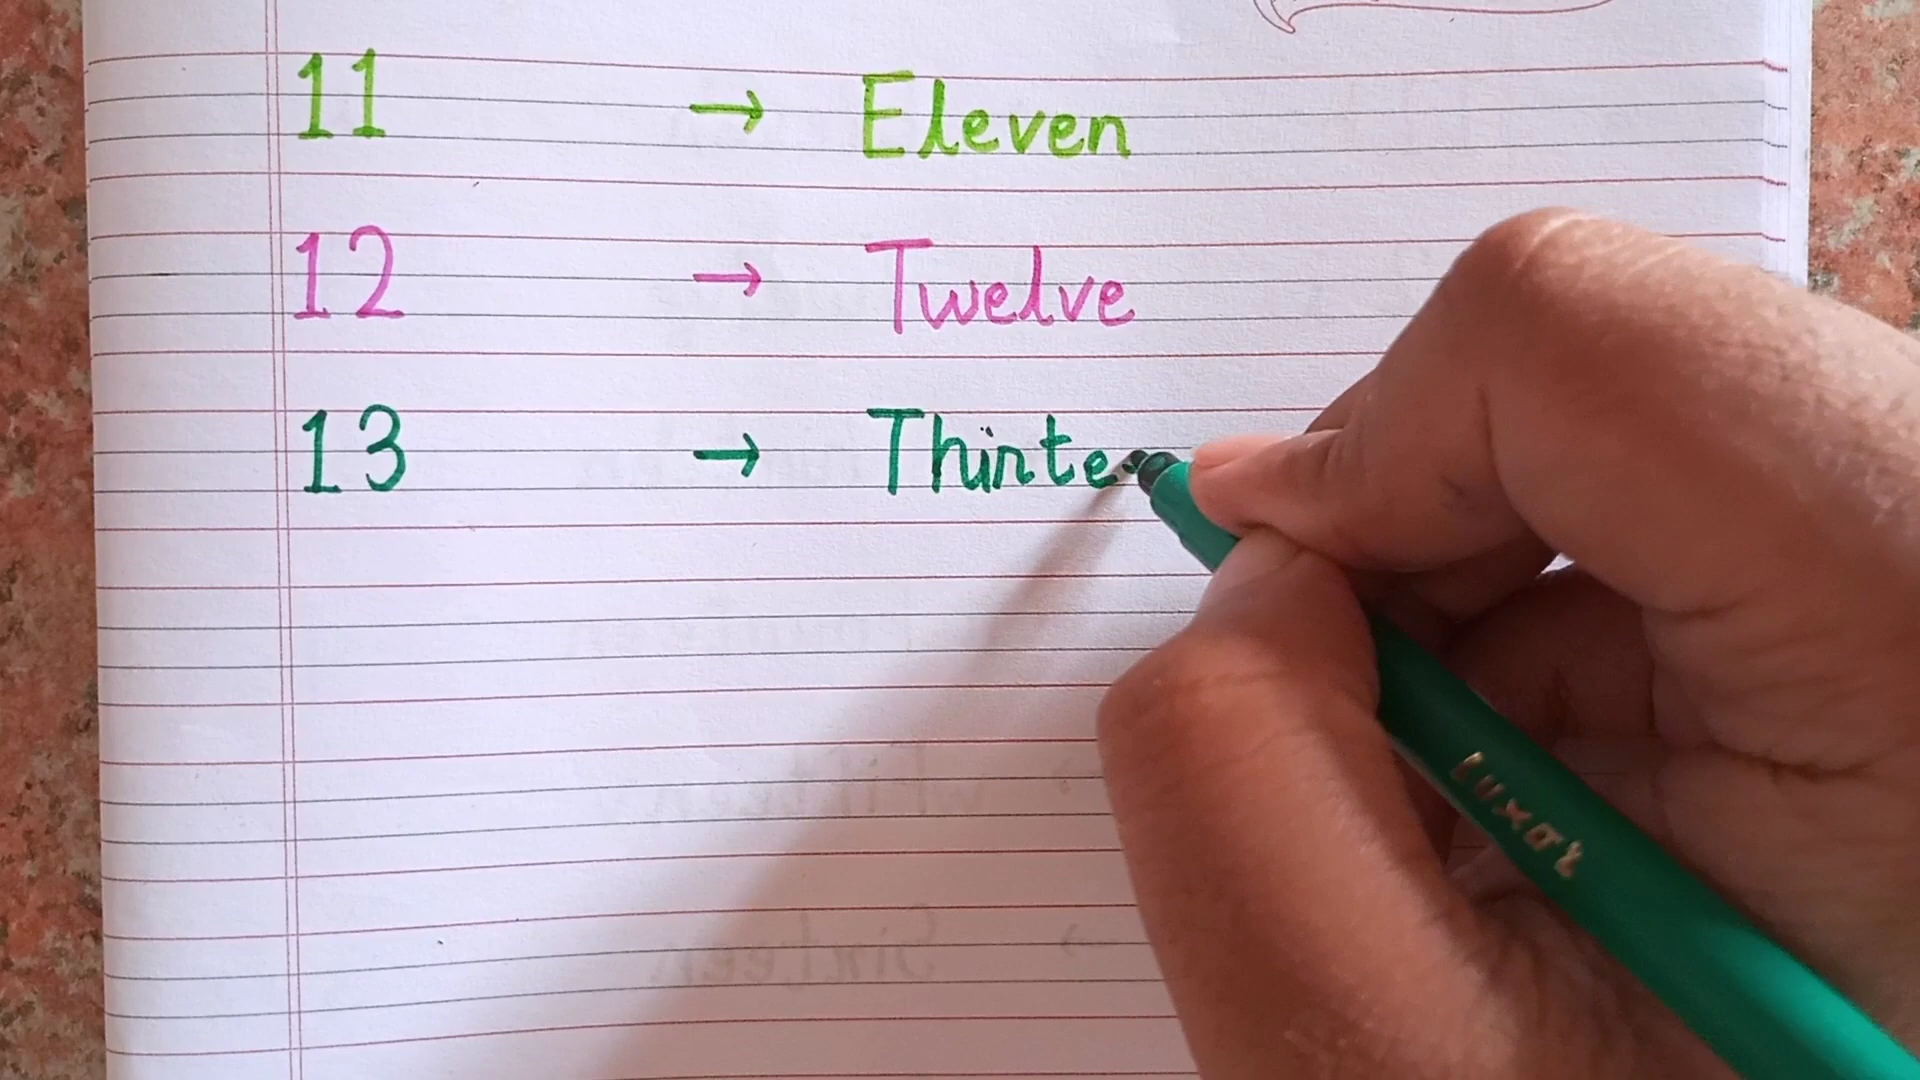 11 → Eleven
12 → Twelve
13 → Thirte
Luxor